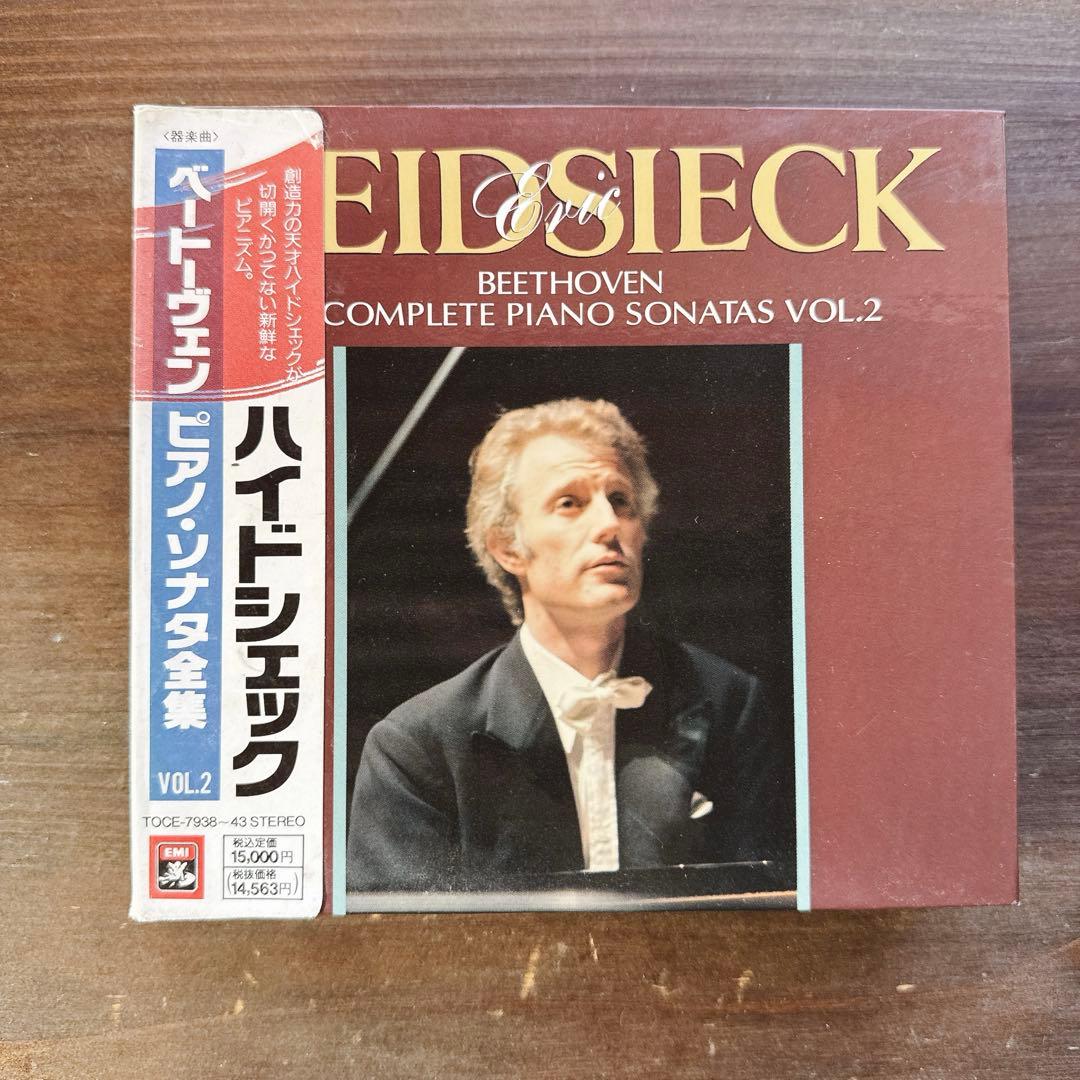 〈器楽曲〉
ベートーヴェン ピアノ・ソナタ全集
VOL.2
創造力の天才ハイドシェックが
切開くかつてない新鮮な
ピアニズム。
ハイドシェック
TOCE-7938~43 STEREO
EMI
税込定価
15,000円
(税抜価格
14,563円)
EIDSIECK
Eric
BEETHOVEN
COMPLETE PIANO SONATAS VOL.2